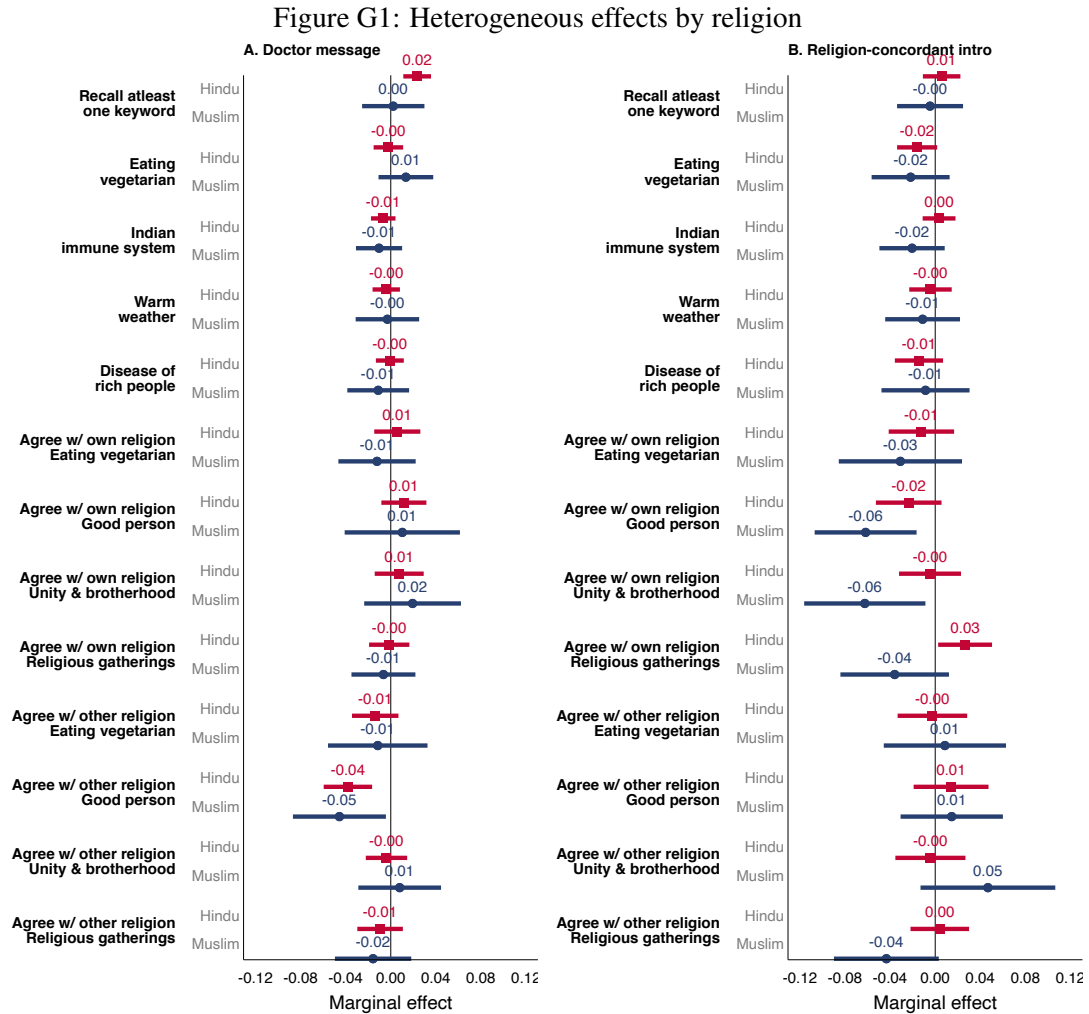 Figure G1: Heterogeneous effects by religion
A. Doctor message
0.02
Recall atleast
one keyword
Hindu
0.00
Muslim
-0.00
Eating
vegetarian
Hindu
0.01
Muslim
-0.01
Indian
immune system
Hindu
-0.01
Muslim
-0.00
Warm
weather
Hindu
-0.00
Muslim
-0.00
Disease of
rich people
Hindu
-0.01
Muslim
0.01
Agree w/ own religion
Eating vegetarian
Hindu
-0.01
Muslim
0.01
Agree w/ own religion
Good person
Hindu
0.01
Muslim
0.01
Agree w/ own religion
Unity & brotherhood
Hindu
0.02
Muslim
-0.00
Agree w/ own religion
Religious gatherings
Hindu
-0.01
Muslim
-0.01
Agree w/ other religion
Eating vegetarian
Hindu
-0.01
Muslim
-0.04
Agree w/ other religion
Good person
Hindu
-0.05
Muslim
-0.00
Agree w/ other religion
Unity & brotherhood
Hindu
0.01
Muslim
-0.01
Agree w/ other religion
Religious gatherings
Hindu
-0.02
Muslim
-0.12 -0.08 -0.04 0.00 0.04 0.08 0.12
Marginal effect
B. Religion-concordant intro
0.01
Recall atleast
one keyword
Hindu
-0.00
Muslim
-0.02
Eating
vegetarian
Hindu
-0.02
Muslim
0.00
Indian
immune system
Hindu
-0.02
Muslim
-0.00
Warm
weather
Hindu
-0.01
Muslim
-0.01
Disease of
rich people
Hindu
-0.01
Muslim
-0.01
Agree w/ own religion
Eating vegetarian
Hindu
-0.03
Muslim
-0.02
Agree w/ own religion
Good person
Hindu
-0.06
Muslim
-0.00
Agree w/ own religion
Unity & brotherhood
Hindu
-0.06
Muslim
0.03
Agree w/ own religion
Religious gatherings
Hindu
-0.04
Muslim
-0.00
Agree w/ other religion
Eating vegetarian
Hindu
0.01
Muslim
0.01
Agree w/ other religion
Good person
Hindu
0.01
Muslim
-0.00
Agree w/ other religion
Unity & brotherhood
Hindu
0.05
Muslim
0.00
Agree w/ other religion
Religious gatherings
Hindu
-0.04
Muslim
-0.12 -0.08 -0.04 0.00 0.04 0.08 0.12
Marginal effect